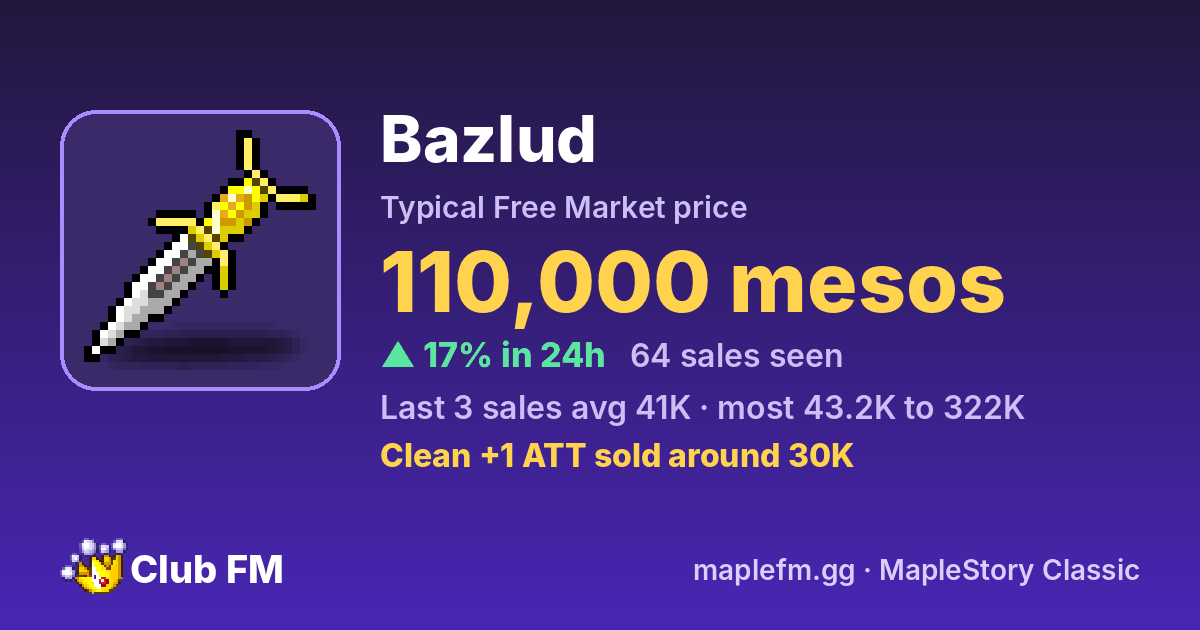 Bazlud
Typical Free Market price
110,000 mesos
▲ 17% in 24h 64 sales seen
Last 3 sales avg 41K · most 43.2K to 322K
Clean +1 ATT sold around 30K
Club FM
maplefm.gg · MapleStory Classic